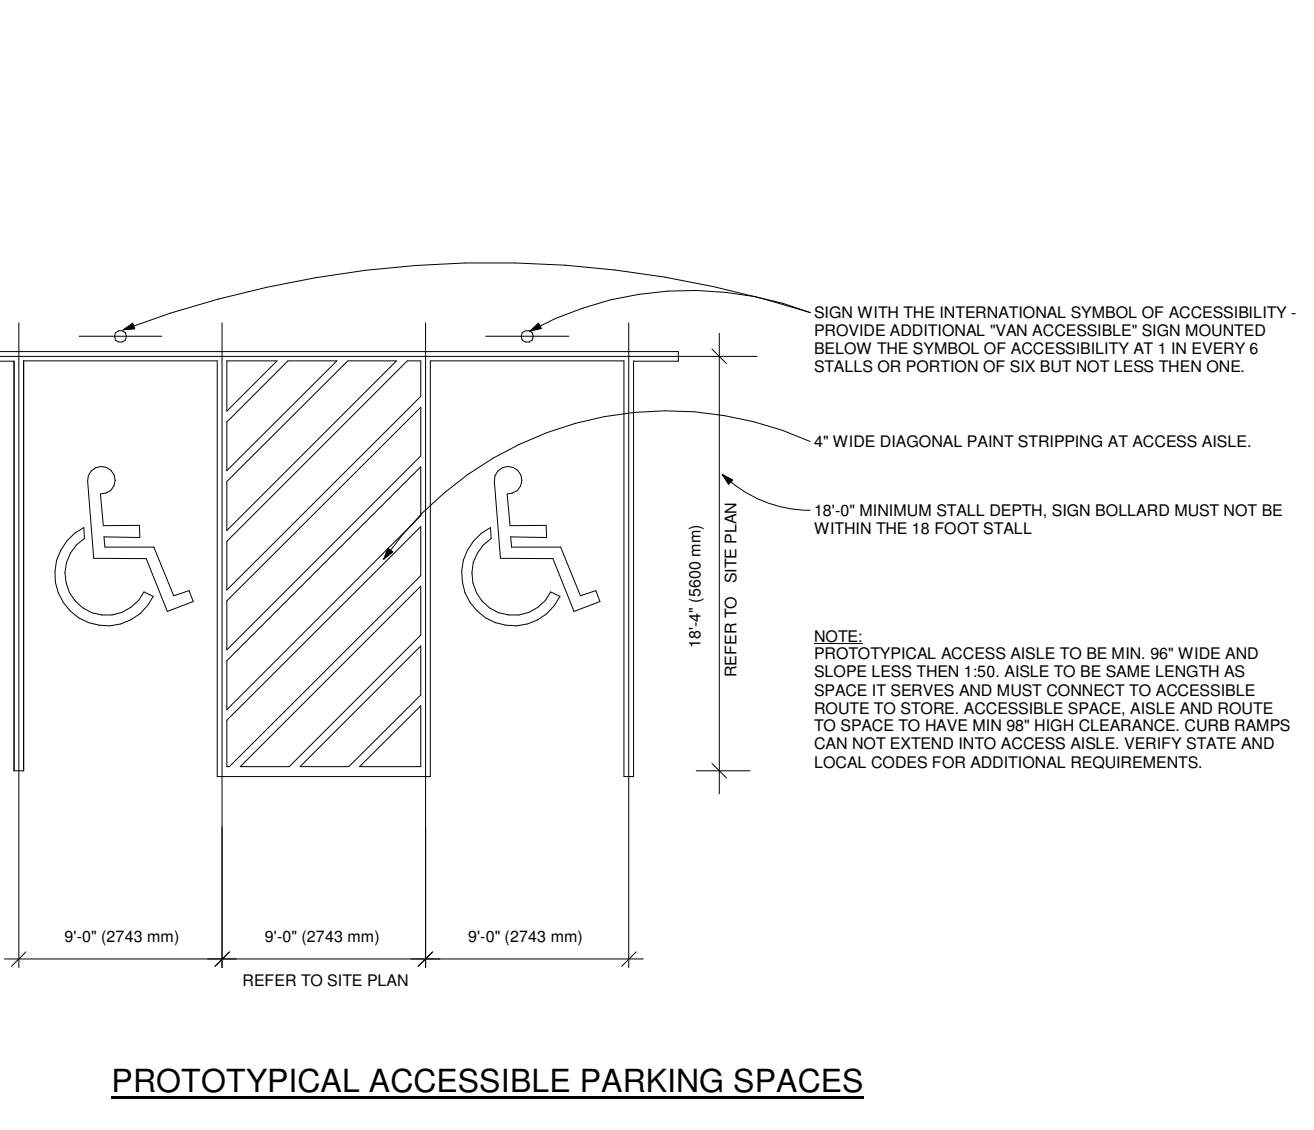 SIGN WITH THE INTERNATIONAL SYMBOL OF ACCESSIBILITY -
PROVIDE ADDITIONAL "VAN ACCESSIBLE" SIGN MOUNTED
BELOW THE SYMBOL OF ACCESSIBILITY AT 1 IN EVERY 6
STALLS OR PORTION OF SIX BUT NOT LESS THEN ONE.
4" WIDE DIAGONAL PAINT STRIPPING AT ACCESS AISLE.
18'-0" MINIMUM STALL DEPTH, SIGN BOLLARD MUST NOT BE
WITHIN THE 18 FOOT STALL
18'-4" (5600 mm)
REFER TO SITE PLAN
NOTE:
PROTOTYPICAL ACCESS AISLE TO BE MIN. 96" WIDE AND
SLOPE LESS THEN 1:50. AISLE TO BE SAME LENGTH AS
SPACE IT SERVES AND MUST CONNECT TO ACCESSIBLE
ROUTE TO STORE. ACCESSIBLE SPACE, AISLE AND ROUTE
TO SPACE TO HAVE MIN 98" HIGH CLEARANCE. CURB RAMPS
CAN NOT EXTEND INTO ACCESS AISLE. VERIFY STATE AND
LOCAL CODES FOR ADDITIONAL REQUIREMENTS.
9'-0" (2743 mm)
9'-0" (2743 mm)
9'-0" (2743 mm)
REFER TO SITE PLAN
PROTOTYPICAL ACCESSIBLE PARKING SPACES